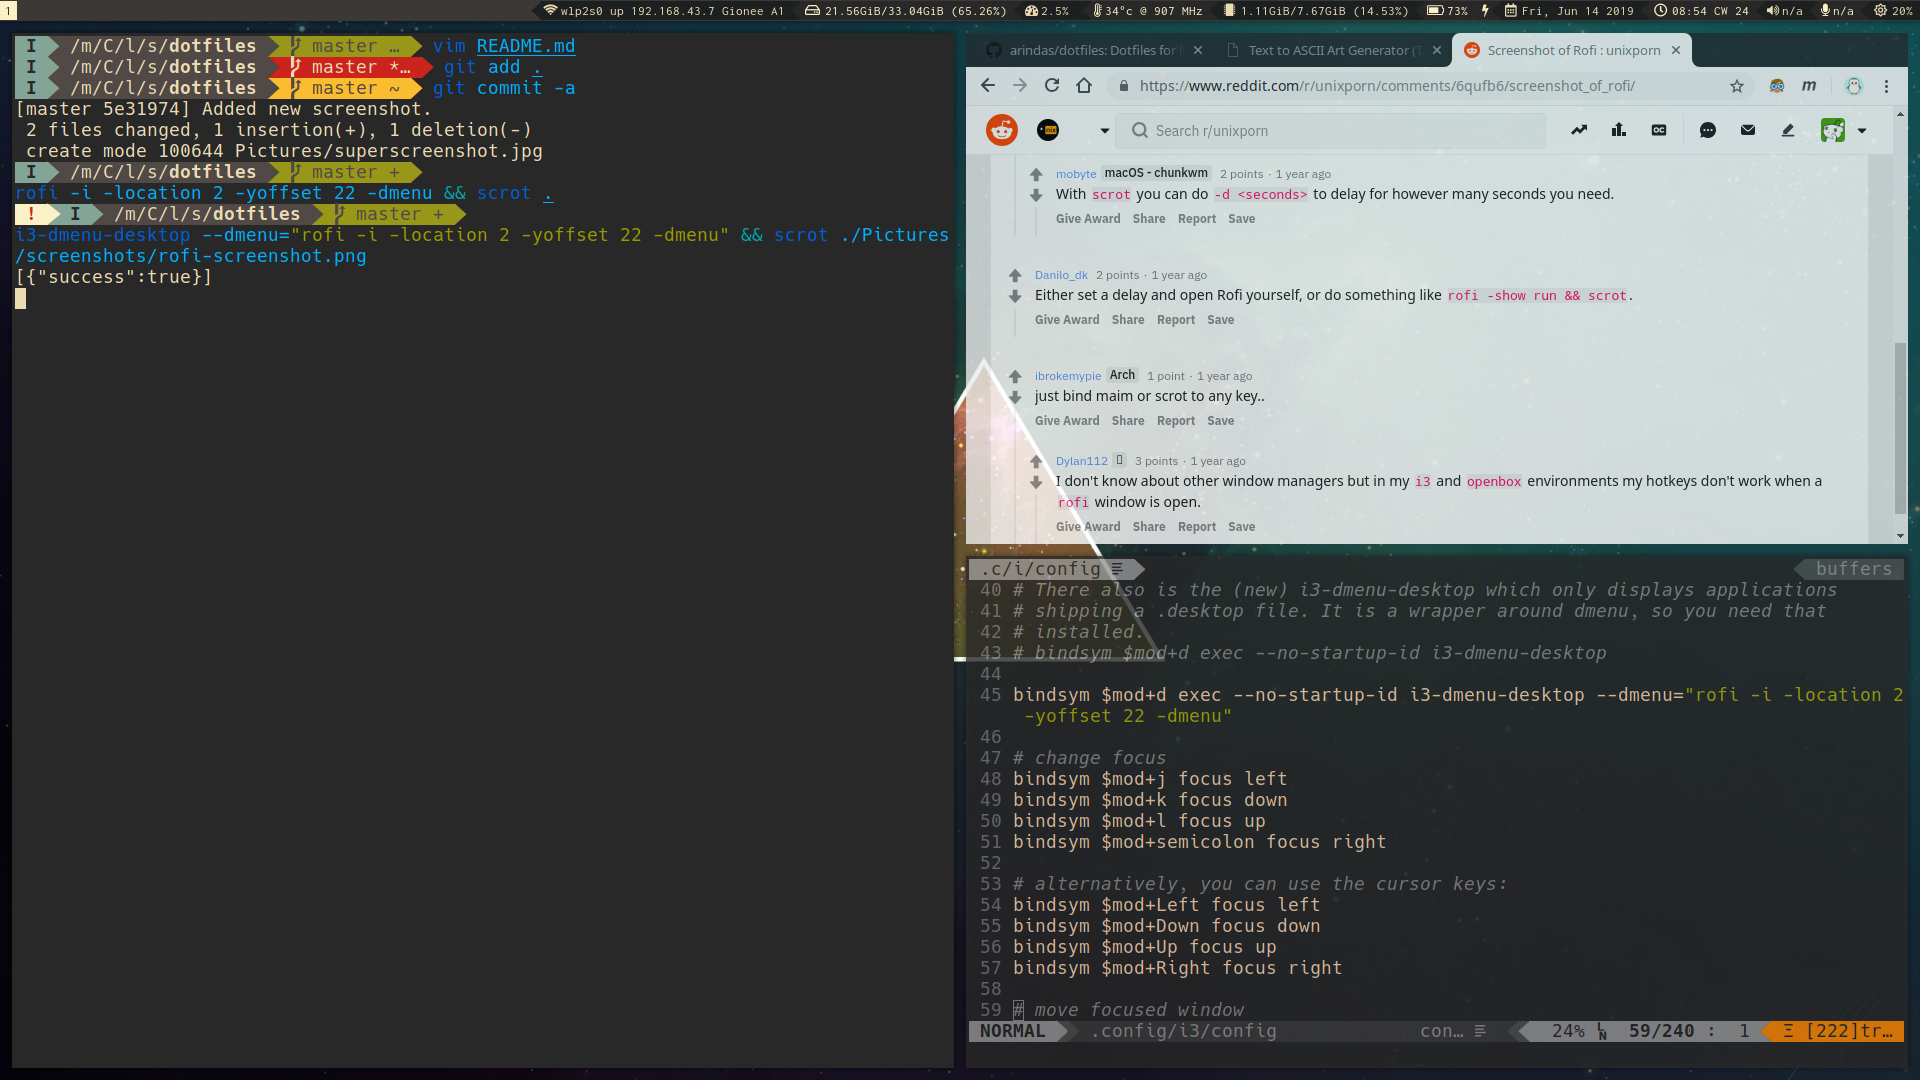 1
wlp2s0 up 192.168.43.7 Gionee A1 21.56GiB/33.04GiB (65.26%) 2.5% 34°c @ 907 MHz 1.11GiB/7.67GiB (14.53%) 73% Fri, Jun 14 2019 08:54 CW 24 n/a n/a 20%
I /m/C/l/s/dotfiles master … vim README.md
I /m/C/l/s/dotfiles master *… git add .
I /m/C/l/s/dotfiles master ~ git commit -a
[master 5e31974] Added new screenshot.
2 files changed, 1 insertion(+), 1 deletion(-)
create mode 100644 Pictures/superscreenshot.jpg
I /m/C/l/s/dotfiles master +
rofi -i -location 2 -yoffset 22 -dmenu && scrot .
! I /m/C/l/s/dotfiles master +
i3-dmenu-desktop --dmenu="rofi -i -location 2 -yoffset 22 -dmenu" && scrot ./Pictures
/screenshots/rofi-screenshot.png
[{"success":true}]
arindas/dotfiles: Dotfiles for
Text to ASCII Art Generator (T
Screenshot of Rofi : unixporn
https://www.reddit.com/r/unixporn/comments/6qufb6/screenshot_of_rofi/
Search r/unixporn
mobyte macOS - chunkwm 2 points · 1 year ago
With scrot you can do -d <seconds> to delay for however many seconds you need.
Give Award Share Report Save
Danilo_dk 2 points · 1 year ago
Either set a delay and open Rofi yourself, or do something like rofi -show run && scrot.
Give Award Share Report Save
ibrokemypie Arch 1 point · 1 year ago
just bind maim or scrot to any key..
Give Award Share Report Save
Dylan112 3 points · 1 year ago
I don't know about other window managers but in my i3 and openbox environments my hotkeys don't work when a
rofi window is open.
Give Award Share Report Save
.c/i/config buffers
40 # There also is the (new) i3-dmenu-desktop which only displays applications
41 # shipping a .desktop file. It is a wrapper around dmenu, so you need that
42 # installed.
43 # bindsym $mod+d exec --no-startup-id i3-dmenu-desktop
44
45 bindsym $mod+d exec --no-startup-id i3-dmenu-desktop --dmenu="rofi -i -location 2
-yoffset 22 -dmenu"
46
47 # change focus
48 bindsym $mod+j focus left
49 bindsym $mod+k focus down
50 bindsym $mod+l focus up
51 bindsym $mod+semicolon focus right
52
53 # alternatively, you can use the cursor keys:
54 bindsym $mod+Left focus left
55 bindsym $mod+Down focus down
56 bindsym $mod+Up focus up
57 bindsym $mod+Right focus right
58
59 # move focused window
NORMAL .config/i3/config con… 24% LN 59/240 : 1 Ξ [222]tr…